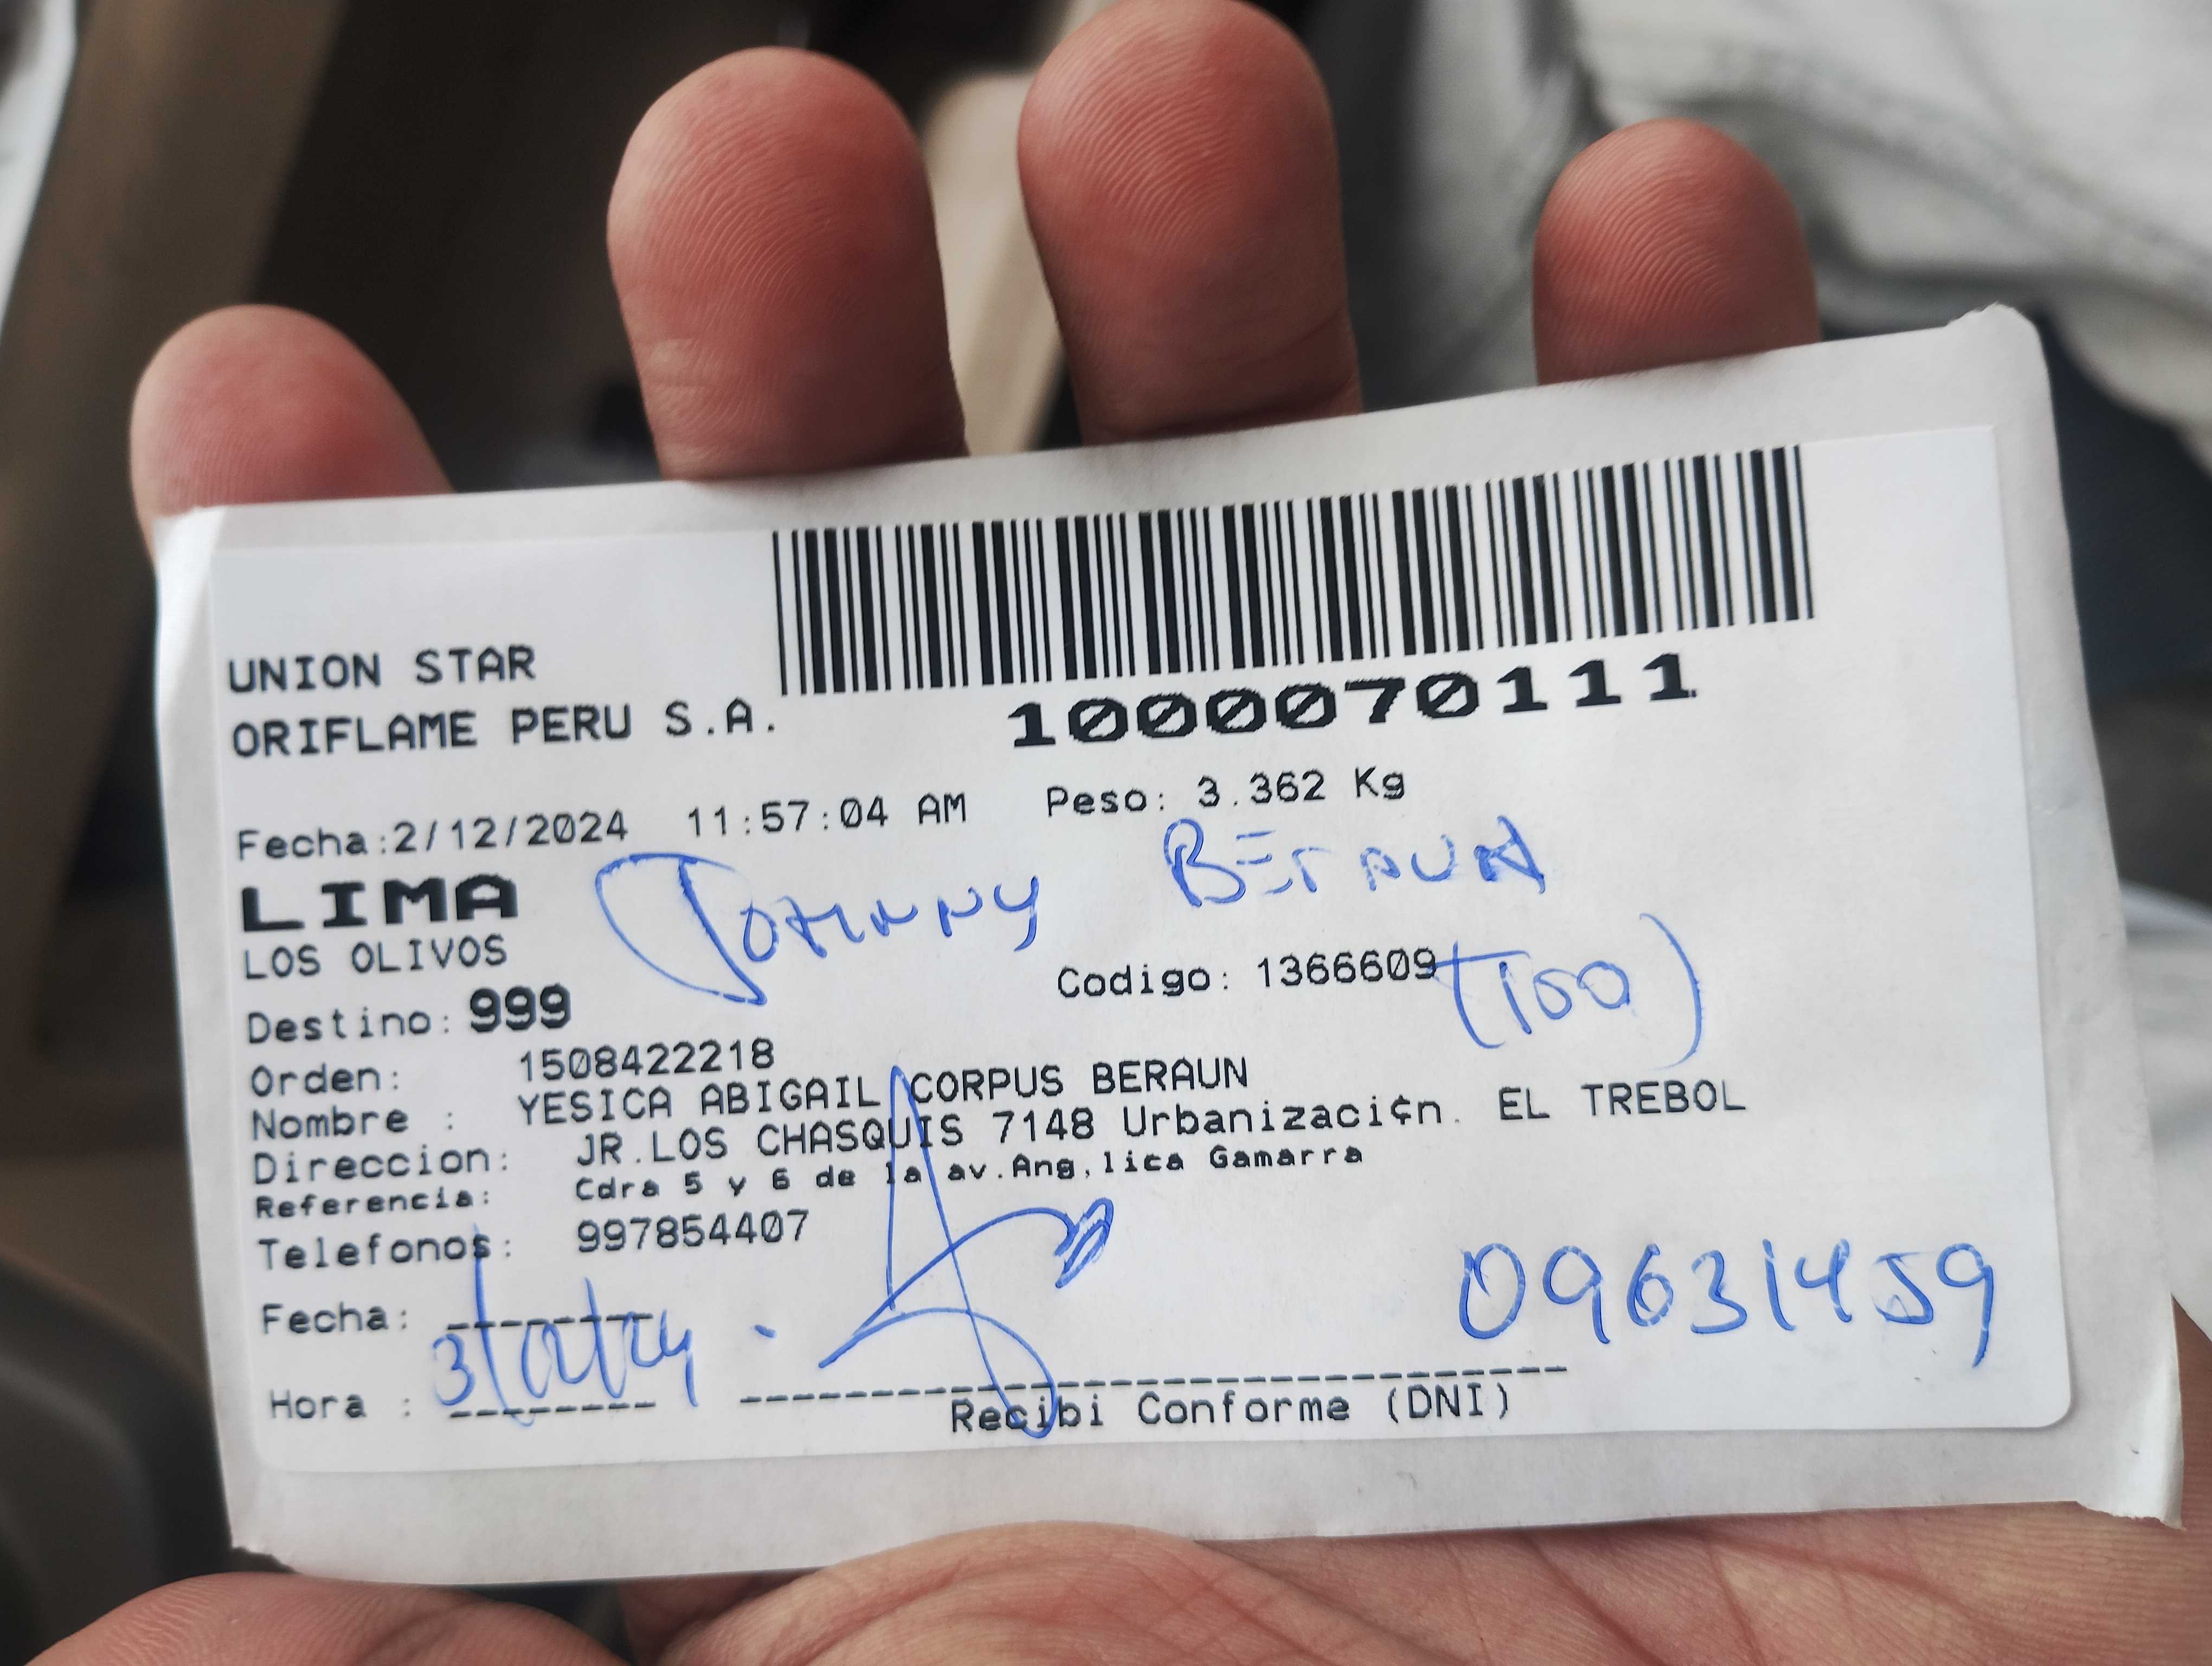 UNION STAR
ORIFLAME PERU S.A.
1000070111
Fecha:2/12/2024 11:57:04 AM Peso: 3.362 Kg
LIMA JOHNNY BERAUN
LOS OLIVOS
Codigo: 1366609 (TOO)
Destino: 999
Orden: 1508422218
Nombre : YESICA ABIGAIL CORPUS BERAUN
Direccion: JR.LOS CHASQUIS 7148 Urbanizaci¢n. EL TREBOL
Referencia: Cdra 5 y 6 de la av.Ang,lica Gamarra
Telefonos: 997854407
09631459
Fecha:
Hora :
Recibi Conforme (DNI)